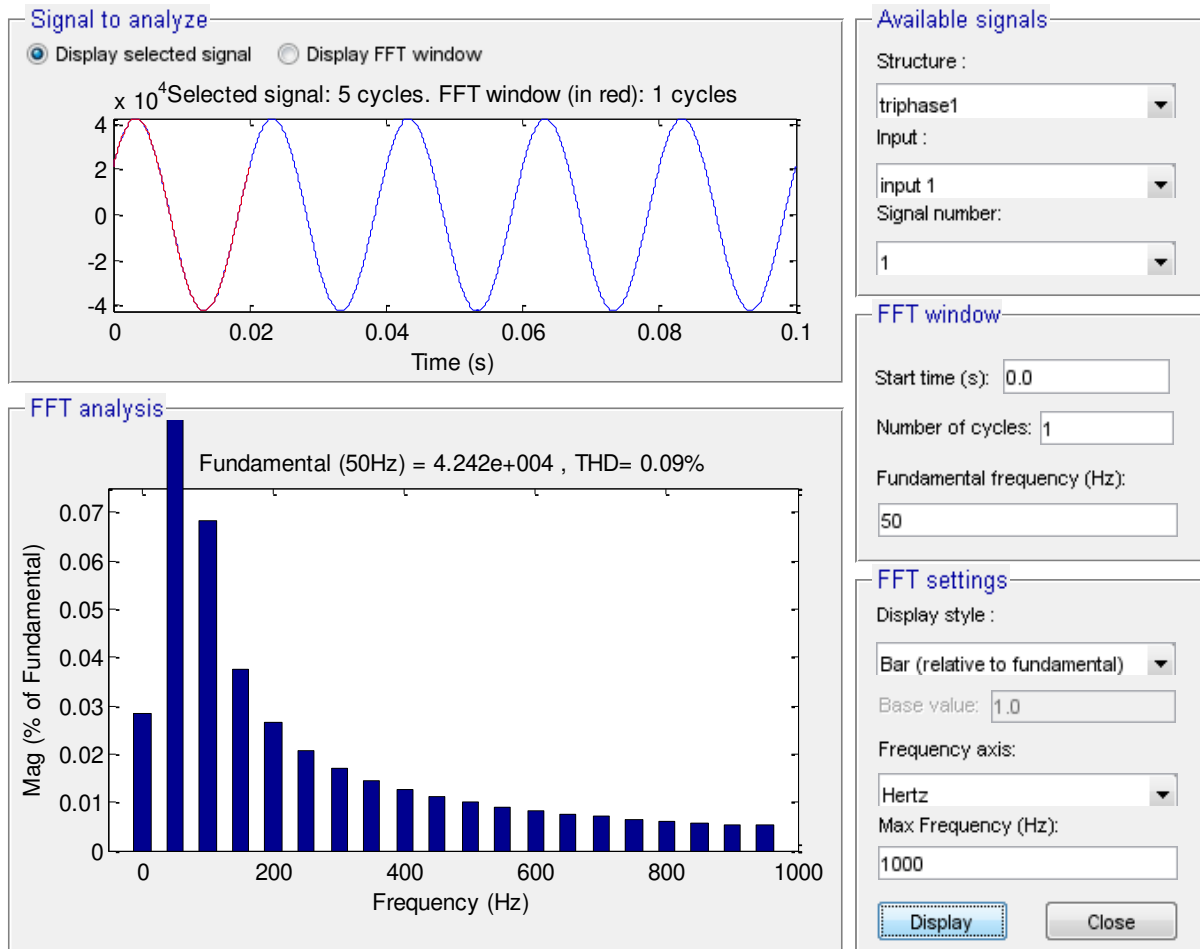 Signal to analyze
Display selected signal Display FFT window
x 10^4 Selected signal: 5 cycles. FFT window (in red): 1 cycles
4
2
0
-2
-4
0 0.02 0.04 0.06 0.08 0.1
Time (s)
FFT analysis
Fundamental (50Hz) = 4.242e+004 , THD= 0.09%
0.07
0.06
0.05
0.04
0.03
0.02
0.01
0
Mag (% of Fundamental)
0 200 400 600 800 1000
Frequency (Hz)
Available signals
Structure :
triphase1
Input :
input 1
Signal number:
1
FFT window
Start time (s): 0.0
Number of cycles: 1
Fundamental frequency (Hz):
50
FFT settings
Display style :
Bar (relative to fundamental)
Base value: 1.0
Frequency axis:
Hertz
Max Frequency (Hz):
1000
Display Close